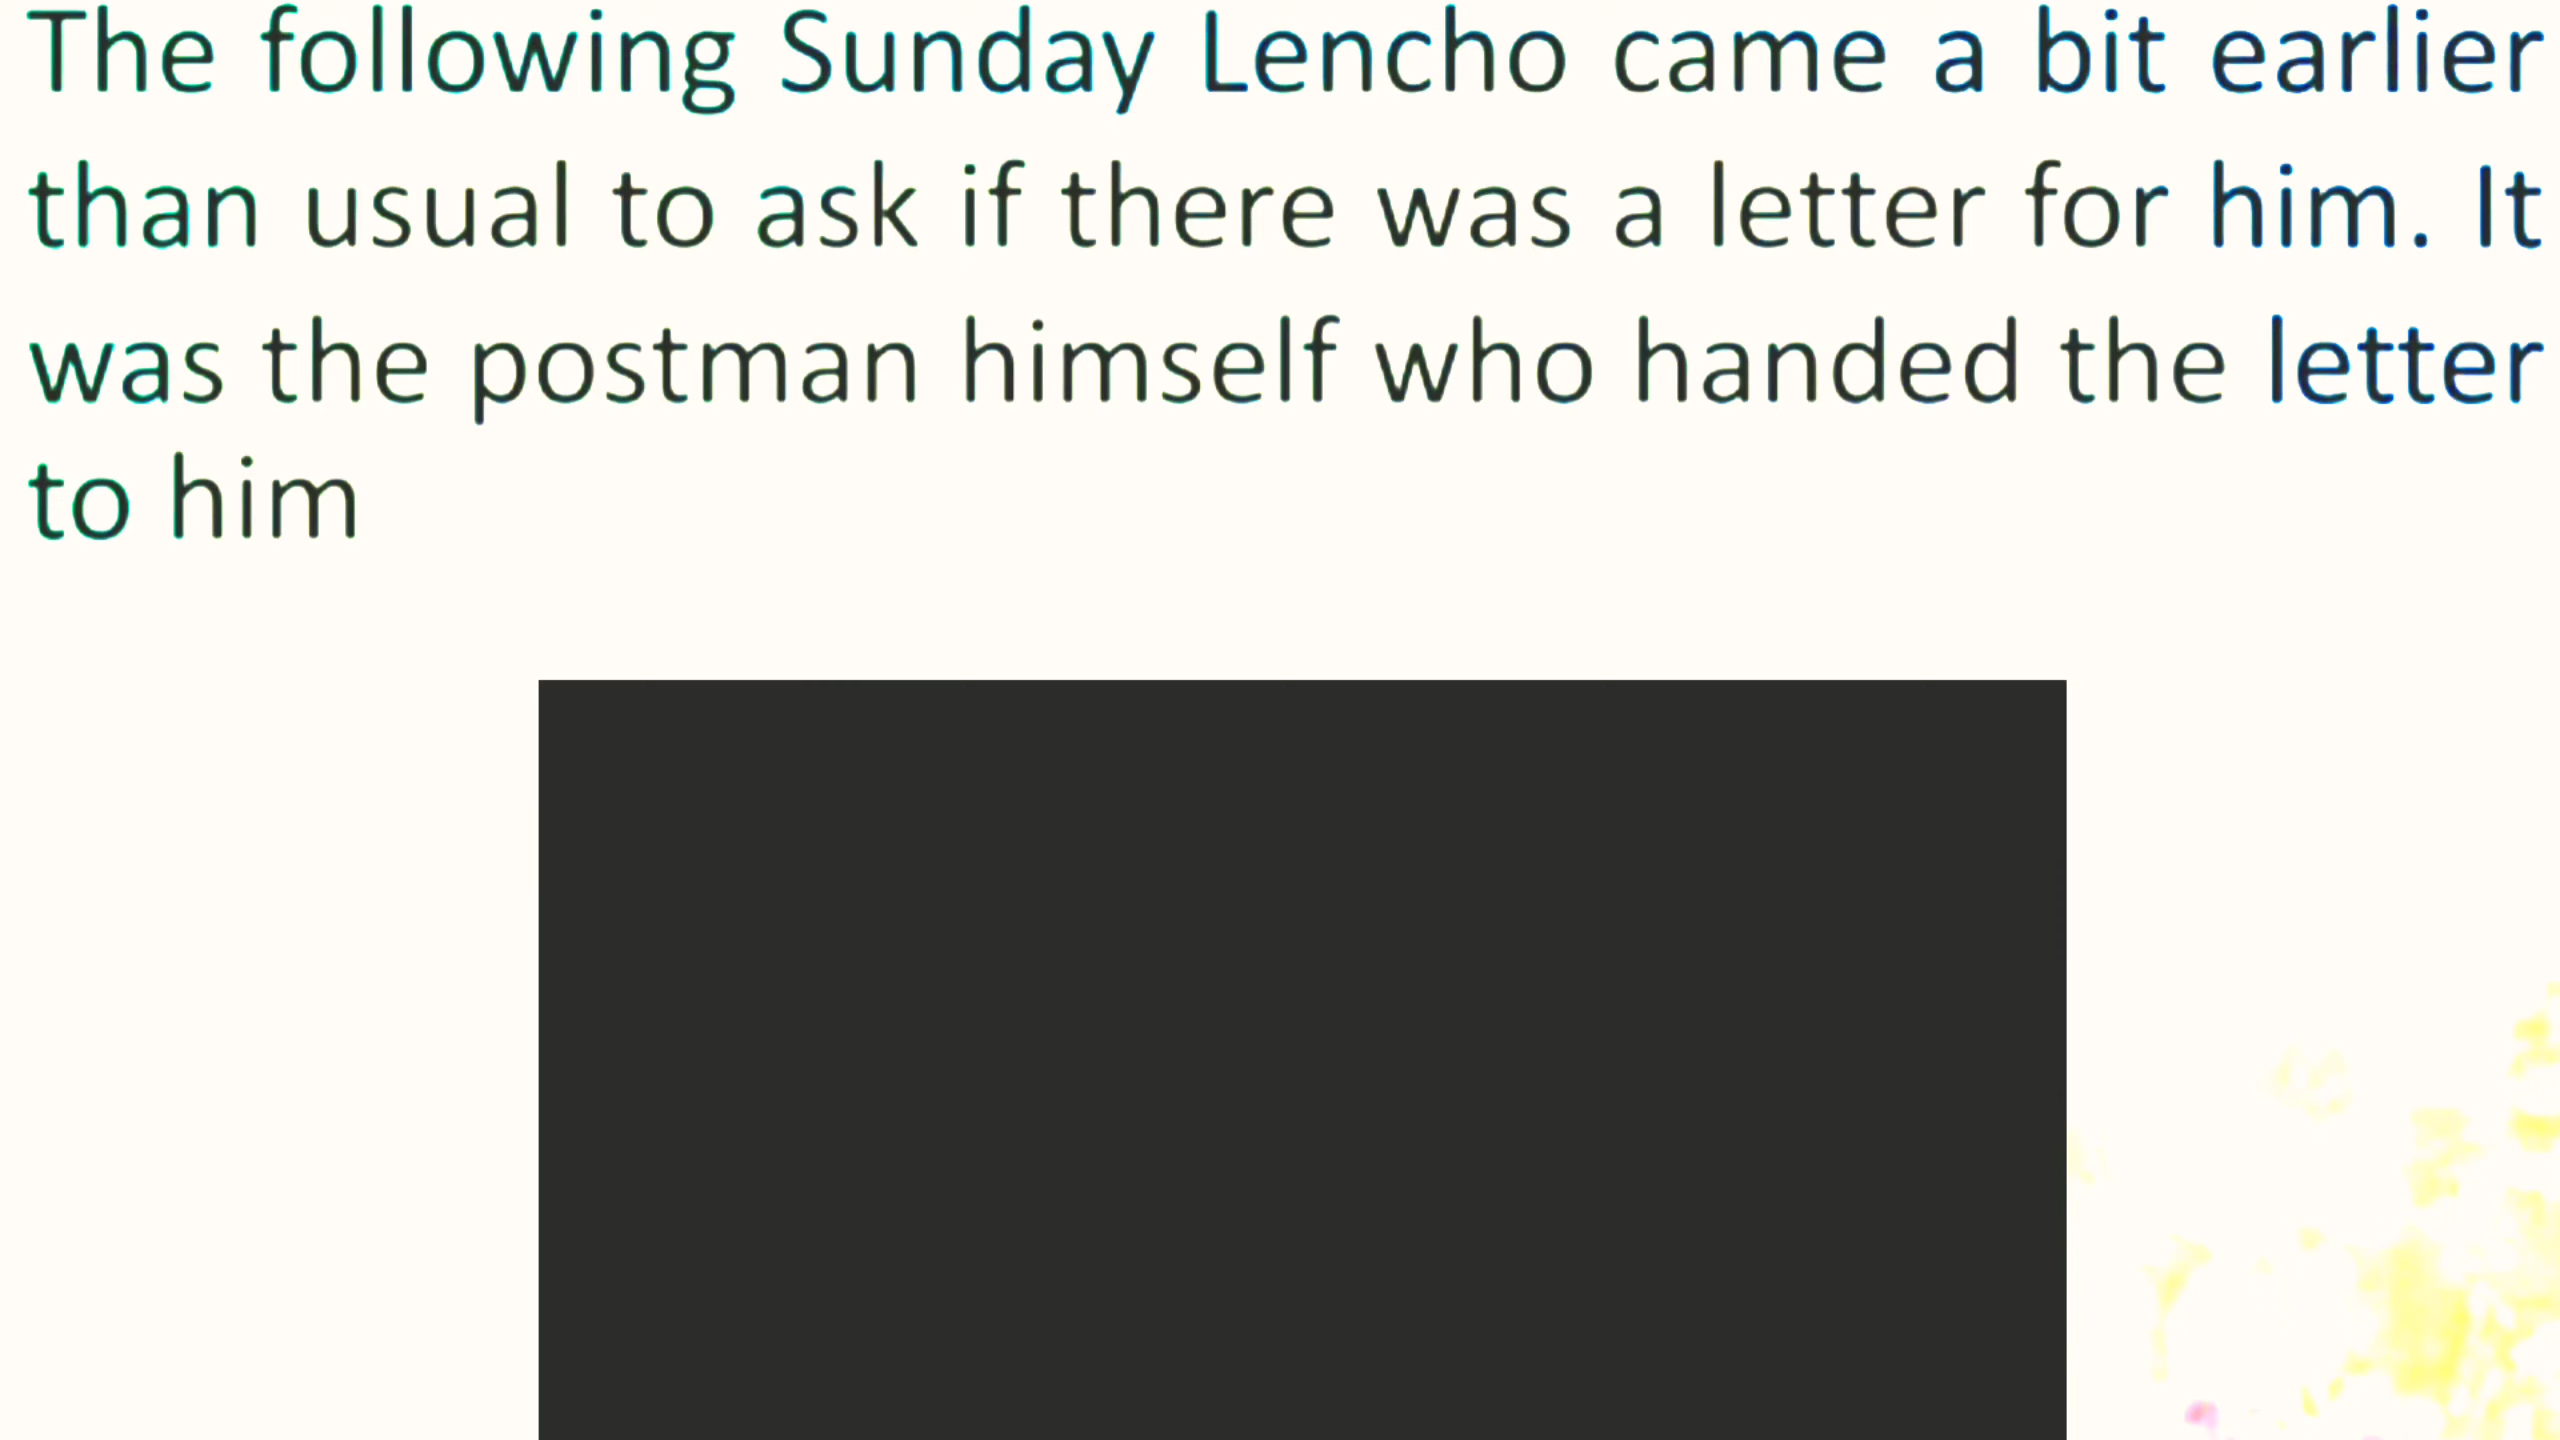 The following Sunday Lencho came a bit earlier
than usual to ask if there was a letter for him. It
was the postman himself who handed the letter
to him